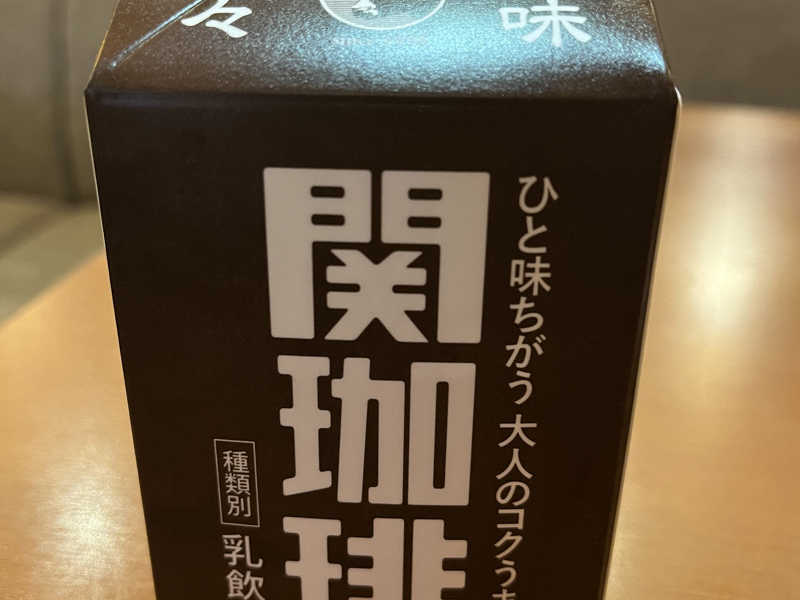 々
味
ひと味ちがう 大人のコクうま
関珈琲
種類別
乳飲